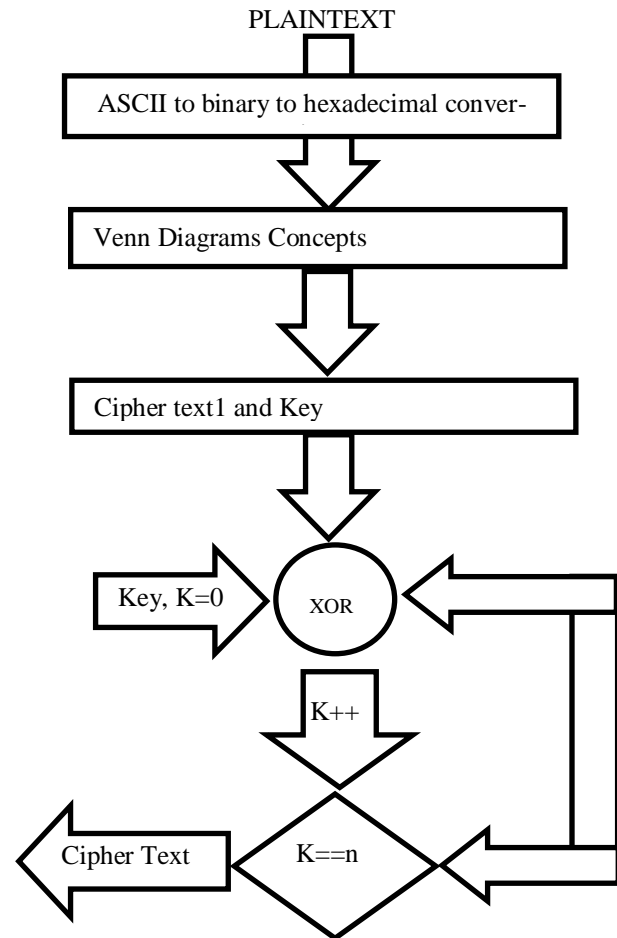 PLAINTEXT
ASCII to binary to hexadecimal conver-
Venn Diagrams Concepts
Cipher text1 and Key
Key, K=0
XOR
K++
K==n
Cipher Text